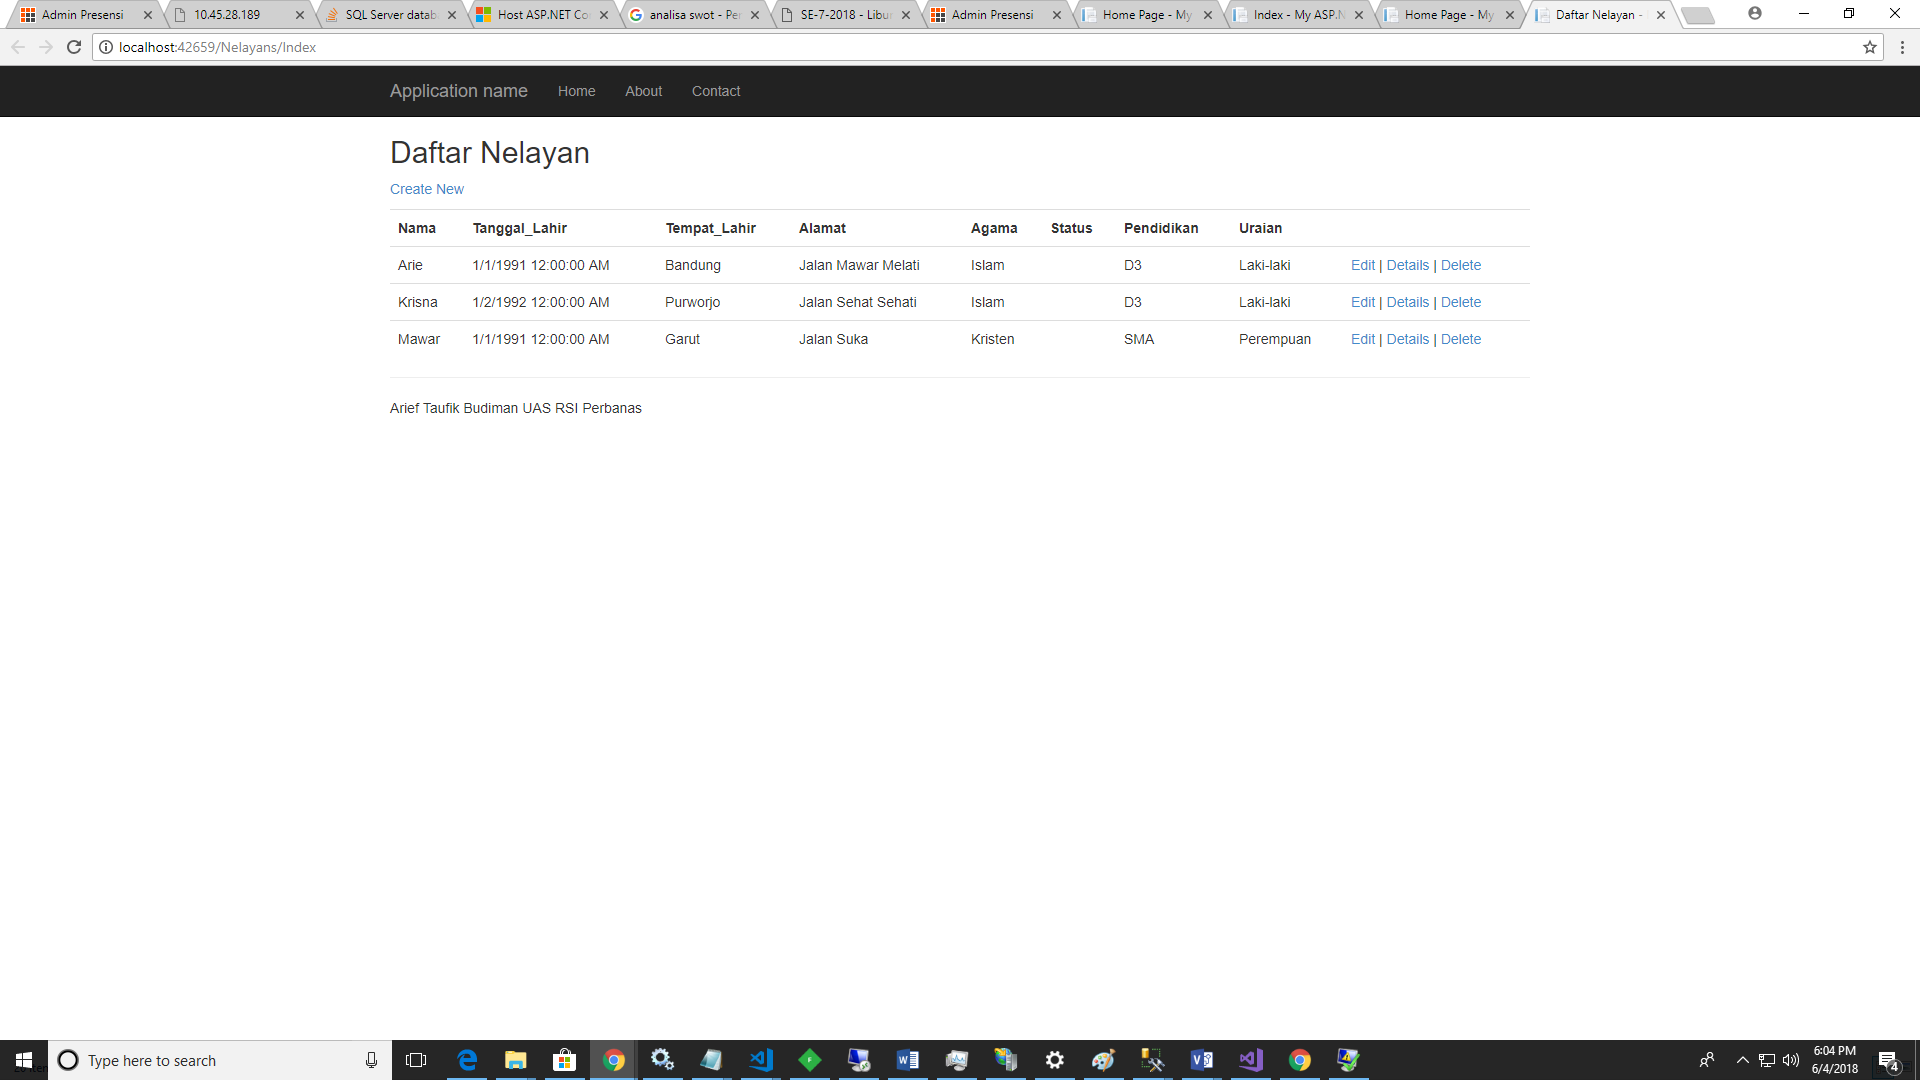 Admin Presensi 10.45.28.189 SQL Server datab Host ASP.NET Co analisa swot - Per SE-7-2018 - Libur Admin Presensi Home Page - My Index - My ASP.N Home Page - My Daftar Nelayan -
localhost:42659/Nelayans/Index
Application name Home About Contact
Daftar Nelayan
Create New
Nama Tanggal_Lahir Tempat_Lahir Alamat Agama Status Pendidikan Uraian
Arie 1/1/1991 12:00:00 AM Bandung Jalan Mawar Melati Islam D3 Laki-laki Edit | Details | Delete
Krisna 1/2/1992 12:00:00 AM Purworjo Jalan Sehat Sehati Islam D3 Laki-laki Edit | Details | Delete
Mawar 1/1/1991 12:00:00 AM Garut Jalan Suka Kristen SMA Perempuan Edit | Details | Delete
Arief Taufik Budiman UAS RSI Perbanas
Type here to search
6:04 PM
6/4/2018
4